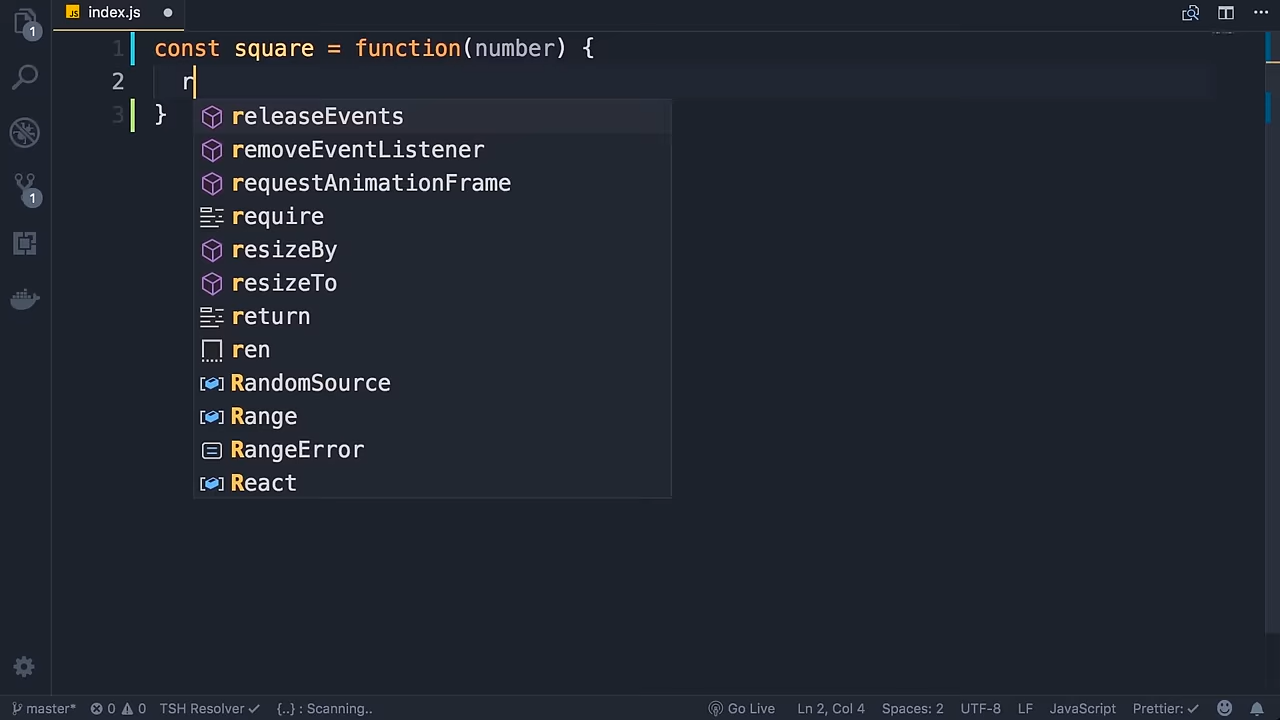 JS index.js
1
1 const square = function(number) {
2 r
3 }
releaseEvents
removeEventListener
requestAnimationFrame
require
resizeBy
resizeTo
return
ren
RandomSource
Range
RangeError
React
1
master* 0 0 TSH Resolver {..} : Scanning.. Go Live Ln 2, Col 4 Spaces: 2 UTF-8 LF JavaScript Prettier: